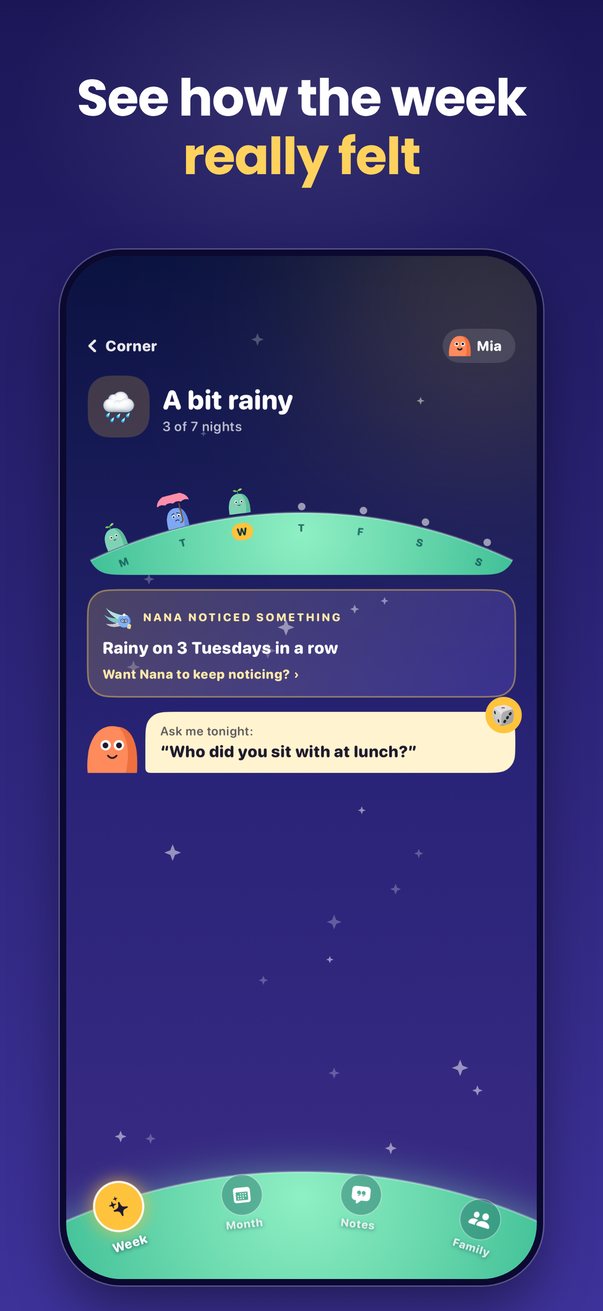 See how the week
really felt
Corner
Mia
A bit rainy
3 of 7 nights
M T W T F S S
NANA NOTICED SOMETHING
Rainy on 3 Tuesdays in a row
Want Nana to keep noticing? ›
Ask me tonight:
“Who did you sit with at lunch?”
Week
Month
Notes
Family